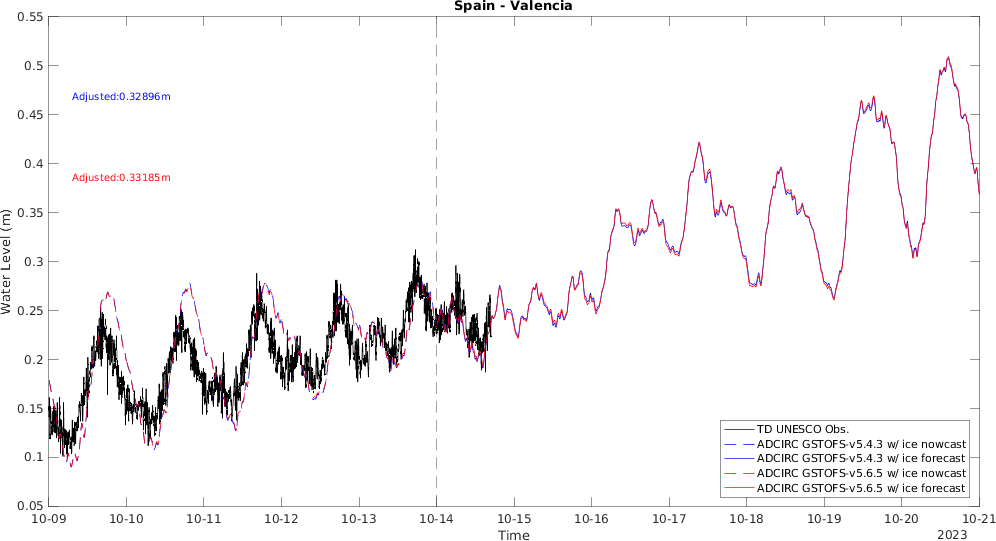 Spain - Valencia
0.55
0.5
0.45
0.4
0.35
0.3
0.25
0.2
0.15
0.1
0.05
Water Level (m)
Adjusted:0.32896m
Adjusted:0.33185m
TD UNESCO Obs.
ADCIRC GSTOFS-v5.4.3 w/ ice nowcast
ADCIRC GSTOFS-v5.4.3 w/ ice forecast
ADCIRC GSTOFS-v5.6.5 w/ ice nowcast
ADCIRC GSTOFS-v5.6.5 w/ ice forecast
10-09 10-10 10-11 10-12 10-13 10-14 10-15 10-16 10-17 10-18 10-19 10-20 10-21
Time
2023